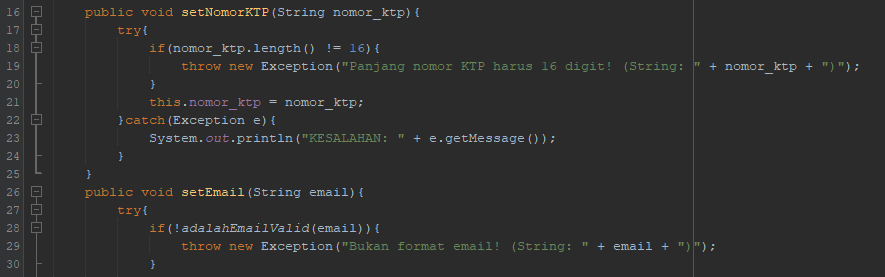 16 public void setNomorKTP(String nomor_ktp){
17 try{
18 if(nomor_ktp.length() != 16){
19 throw new Exception("Panjang nomor KTP harus 16 digit! (String: " + nomor_ktp + ")");
20 }
21 this.nomor_ktp = nomor_ktp;
22 }catch(Exception e){
23 System.out.println("KESALAHAN: " + e.getMessage());
24 }
25 }
26 public void setEmail(String email){
27 try{
28 if(!adalahEmailValid(email)){
29 throw new Exception("Bukan format email! (String: " + email + ")");
30 }